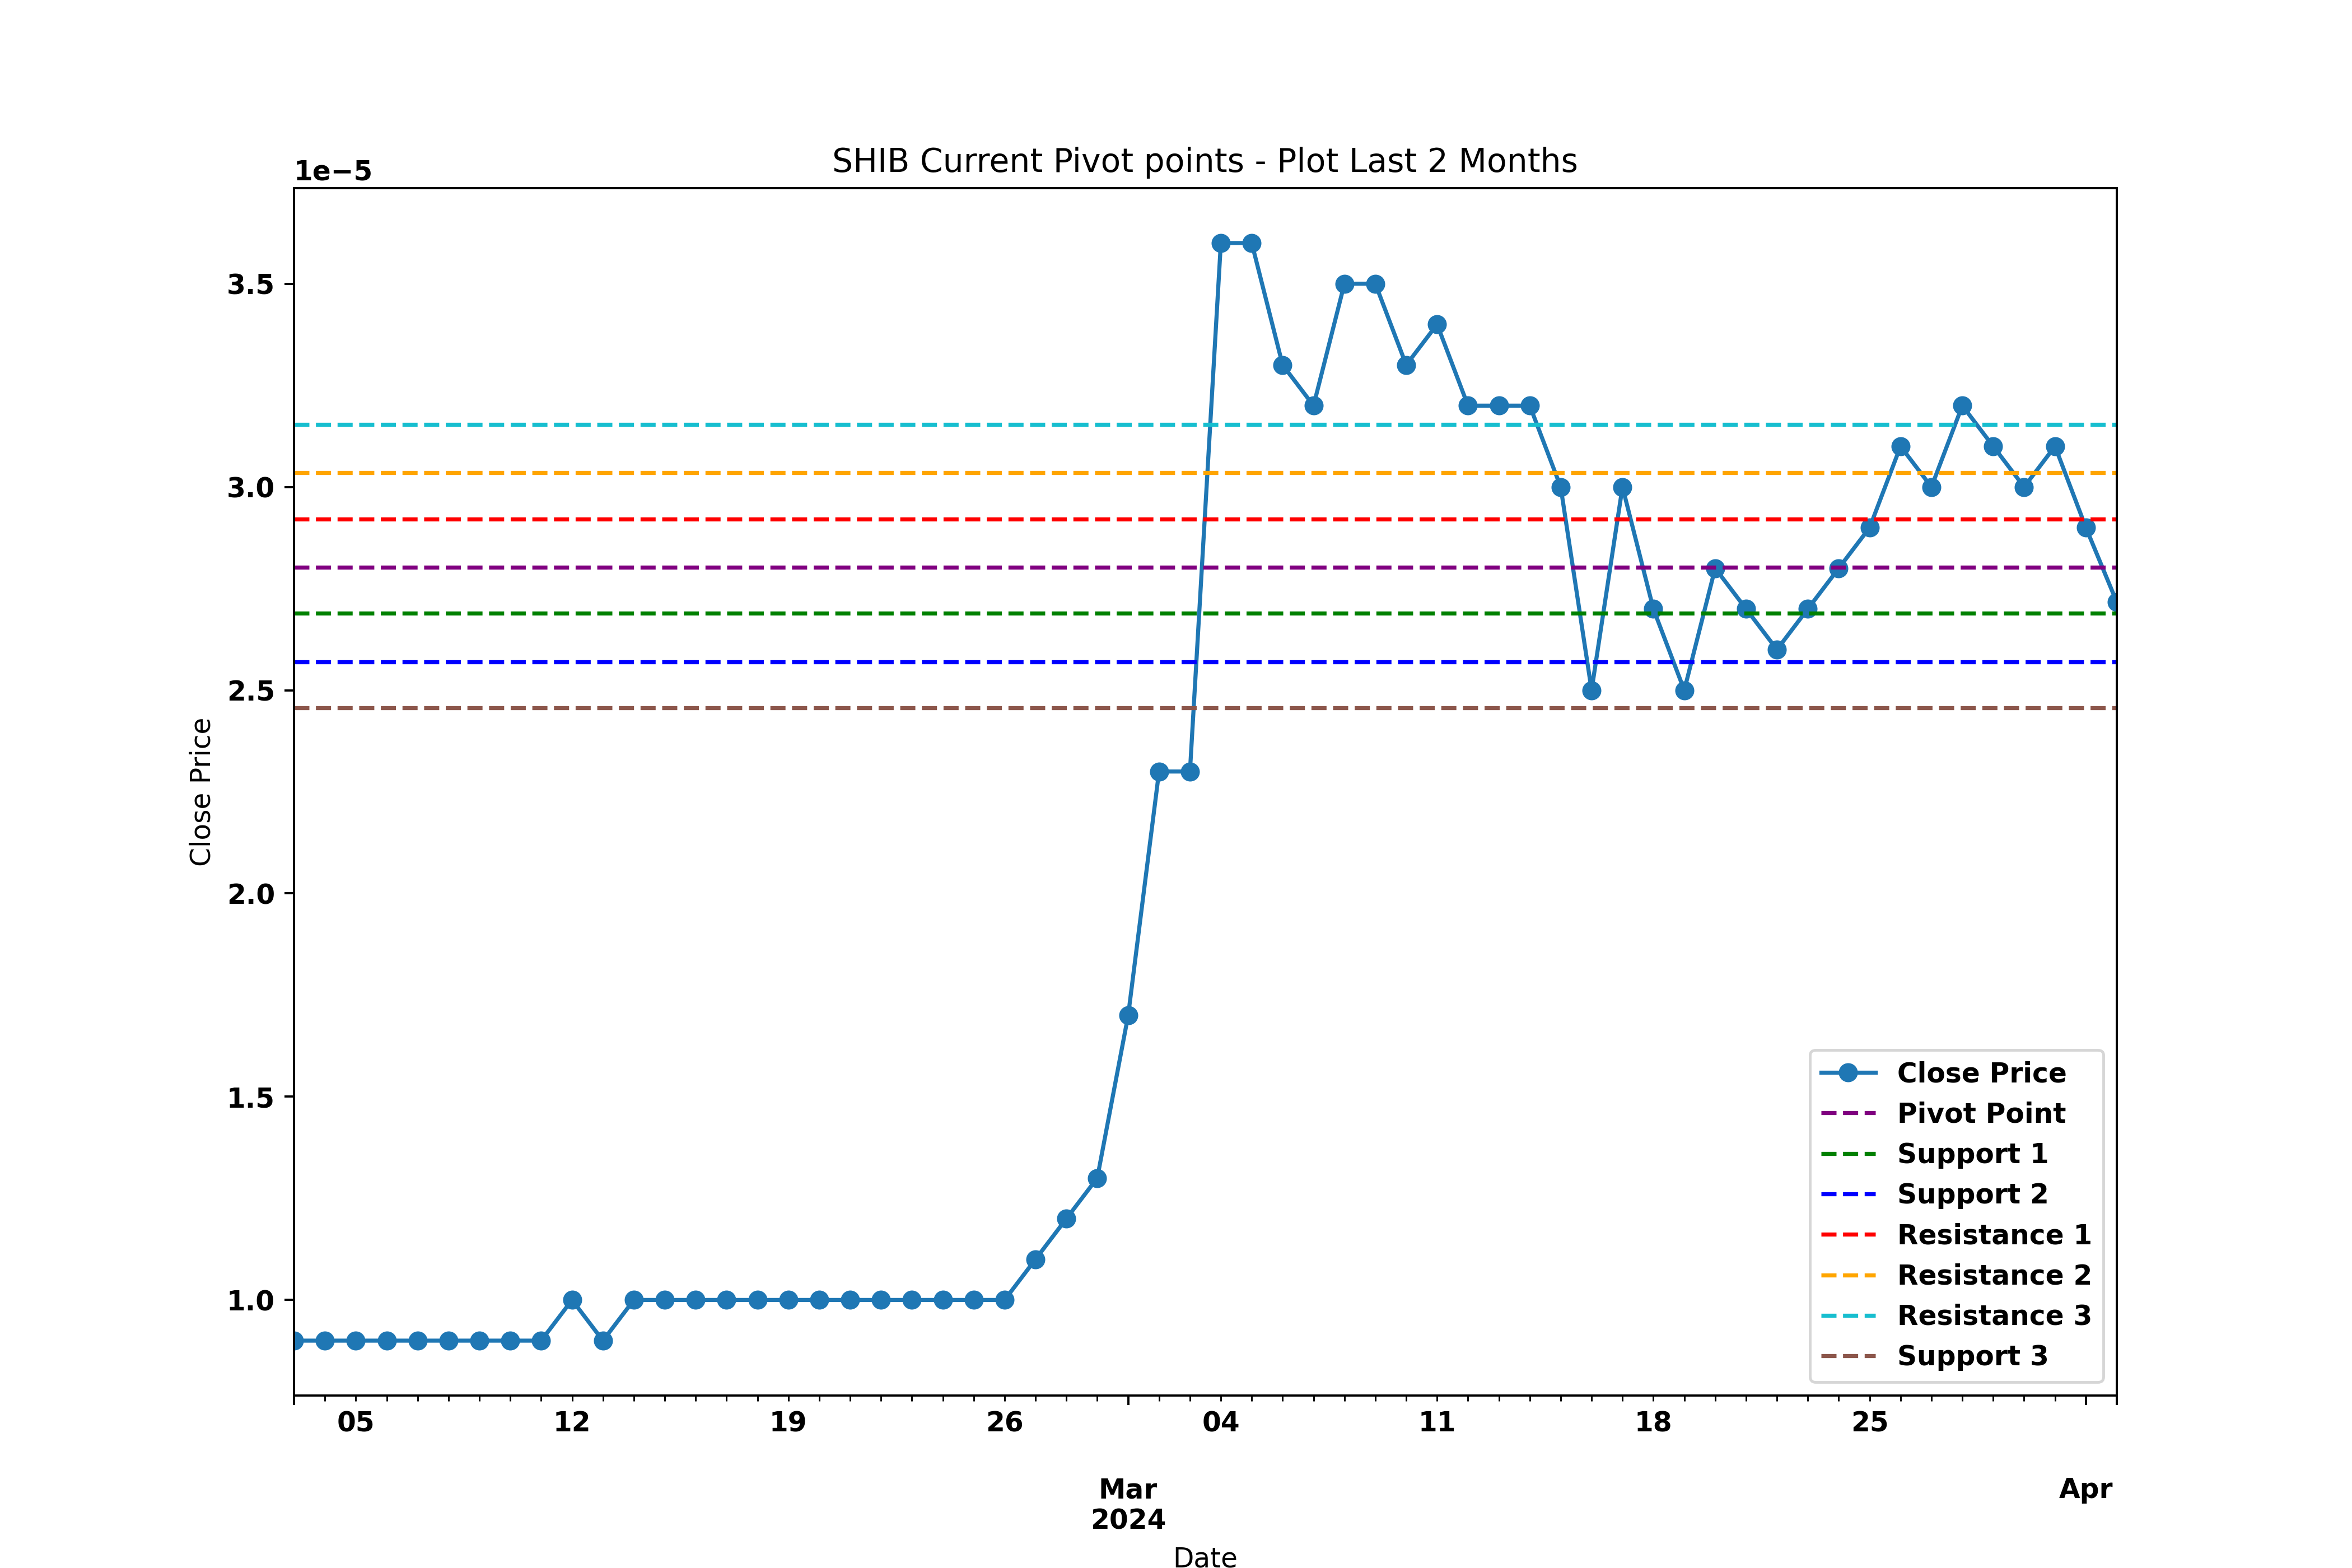 SHIB Current Pivot points - Plot Last 2 Months
1e−5
3.5
3.0
2.5
2.0
1.5
1.0
Close Price
Close Price
Pivot Point
Support 1
Support 2
Resistance 1
Resistance 2
Resistance 3
Support 3
05 12 19 26 04 11 18 25
Mar Apr
2024
Date